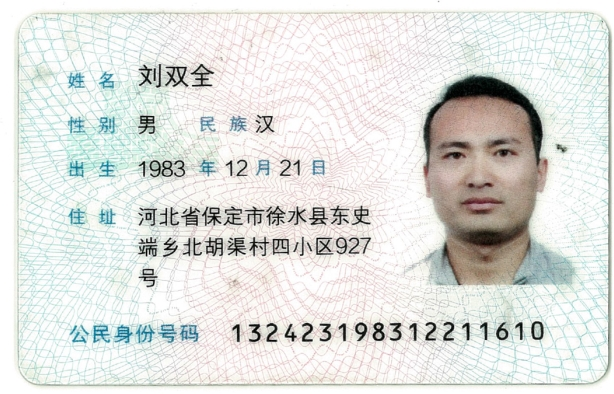 姓名 刘双全
性别 男 民族 汉
出生 1983 年 12 月 21 日
住址 河北省保定市徐水县东史
端乡北胡渠村四小区927
号
公民身份号码 132423198312211610